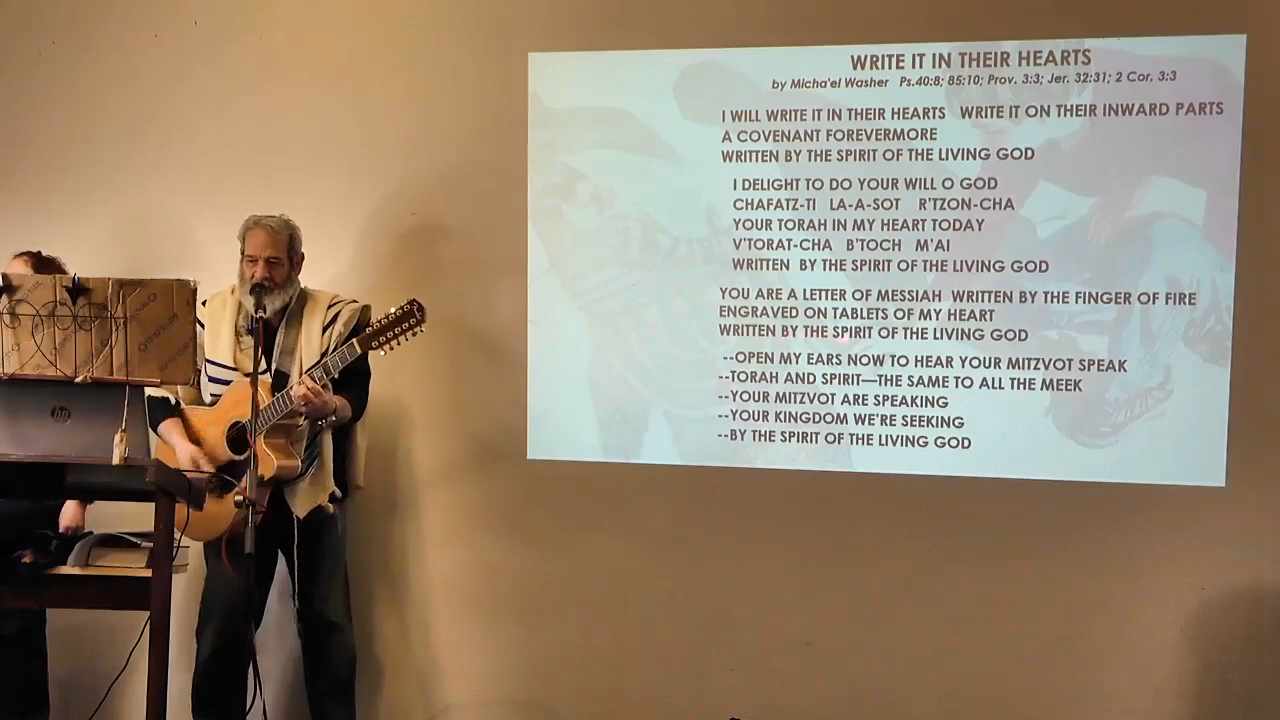 WRITE IT IN THEIR HEARTS
by Micha'el Washer Ps.40:8; 85:10; Prov. 3:3; Jer. 32:31; 2 Cor. 3:3
I WILL WRITE IT IN THEIR HEARTS WRITE IT ON THEIR INWARD PARTS
A COVENANT FOREVERMORE
WRITTEN BY THE SPIRIT OF THE LIVING GOD
I DELIGHT TO DO YOUR WILL O GOD
CHAFATZ-TI LA-A-SOT R'TZON-CHA
YOUR TORAH IN MY HEART TODAY
V'TORAT-CHA B'TOCH M'AI
WRITTEN BY THE SPIRIT OF THE LIVING GOD
YOU ARE A LETTER OF MESSIAH WRITTEN BY THE FINGER OF FIRE
ENGRAVED ON TABLETS OF MY HEART
WRITTEN BY THE SPIRIT OF THE LIVING GOD
--OPEN MY EARS NOW TO HEAR YOUR MITZVOT SPEAK
--TORAH AND SPIRIT—THE SAME TO ALL THE MEEK
--YOUR MITZVOT ARE SPEAKING
--YOUR KINGDOM WE'RE SEEKING
--BY THE SPIRIT OF THE LIVING GOD
hp